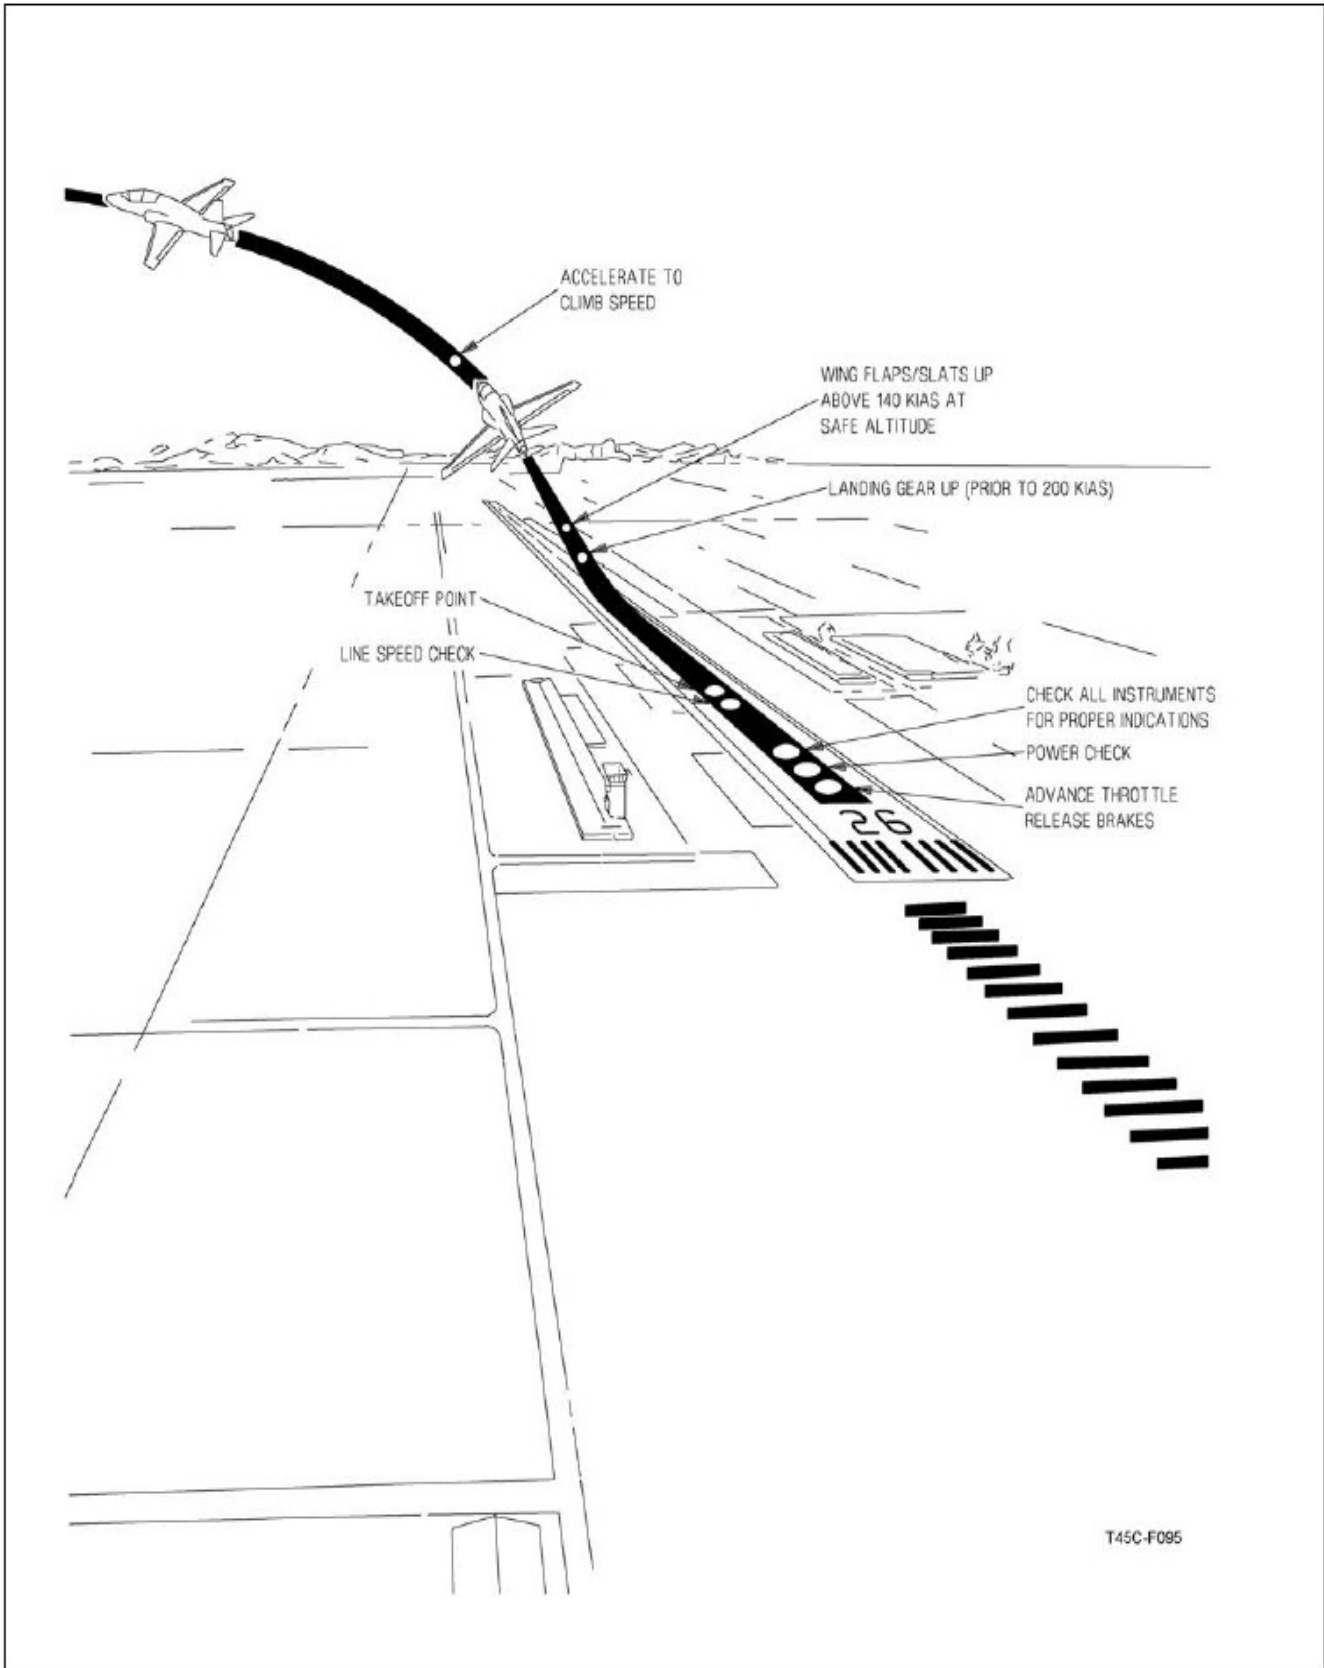 ACCELERATE TO
CLIMB SPEED
WING FLAPS/SLATS UP
ABOVE 140 KIAS AT
SAFE ALTITUDE
LANDING GEAR UP (PRIOR TO 200 KIAS)
TAKEOFF POINT
LINE SPEED CHECK
CHECK ALL INSTRUMENTS
FOR PROPER INDICATIONS
POWER CHECK
ADVANCE THROTTLE
RELEASE BRAKES
26
T45C-F095